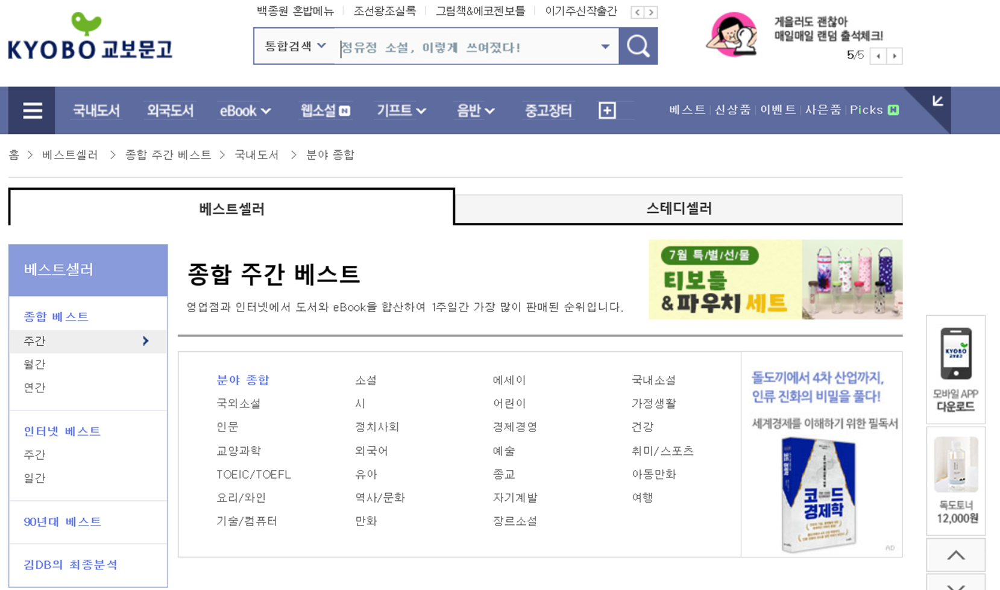 백종원 혼밥메뉴
조선왕조실록
그림책&에코젠보틀
이기주신작출간
KYOBO 교보문고
통합검색
정유정 소설, 이렇게 쓰여졌다!
게을러도 괜찮아
매일매일 랜덤 출석체크!
5/5
국내도서
외국도서
eBook
웹소설 N
기프트
음반
중고장터
베스트
신상품
이벤트
사은품
Picks N
홈 > 베스트셀러 > 종합 주간 베스트 > 국내도서 > 분야 종합
베스트셀러
스테디셀러
베스트셀러
종합 베스트
주간
월간
연간
인터넷 베스트
주간
일간
90년대 베스트
김DB의 최종분석
종합 주간 베스트
영업점과 인터넷에서 도서와 eBook을 합산하여 1주일간 가장 많이 판매된 순위입니다.
7월 특/별/선/물
티보틀
&파우치 세트
분야 종합
소설
에세이
국내소설
국외소설
시
어린이
가정생활
인문
정치사회
경제경영
건강
교양과학
외국어
예술
취미/스포츠
TOEIC/TOEFL
유아
종교
아동만화
요리/와인
역사/문화
자기계발
여행
기술/컴퓨터
만화
장르소설
돌도끼에서 4차 산업까지,
인류 진화의 비밀을 풀다!
세계경제를 이해하기 위한 필독서
코드
경제학
AD
KYOBO
교보문고
모바일 APP
다운로드
독도토너
12,000원